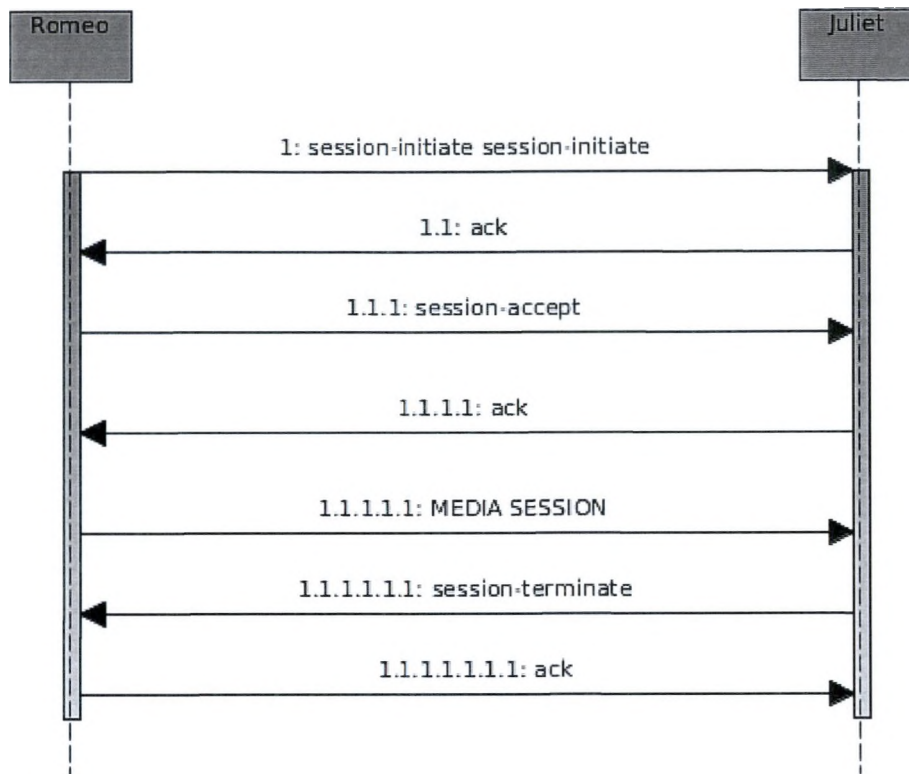 Romeo
Juliet
1: session-initiate session-initiate
1.1: ack
1.1.1: session-accept
1.1.1.1: ack
1.1.1.1.1: MEDIA SESSION
1.1.1.1.1.1: session-terminate
1.1.1.1.1.1.1: ack